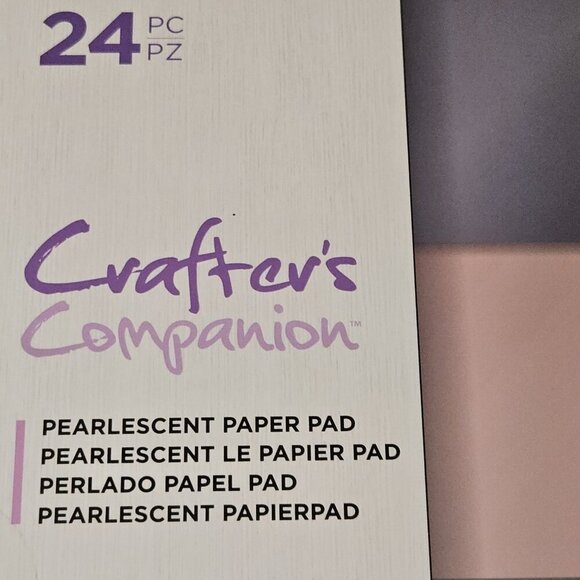 24 PC
PZ
Crafter's
Companion™
PEARLESCENT PAPER PAD
PEARLESCENT LE PAPIER PAD
PERLADO PAPEL PAD
PEARLESCENT PAPIERPAD